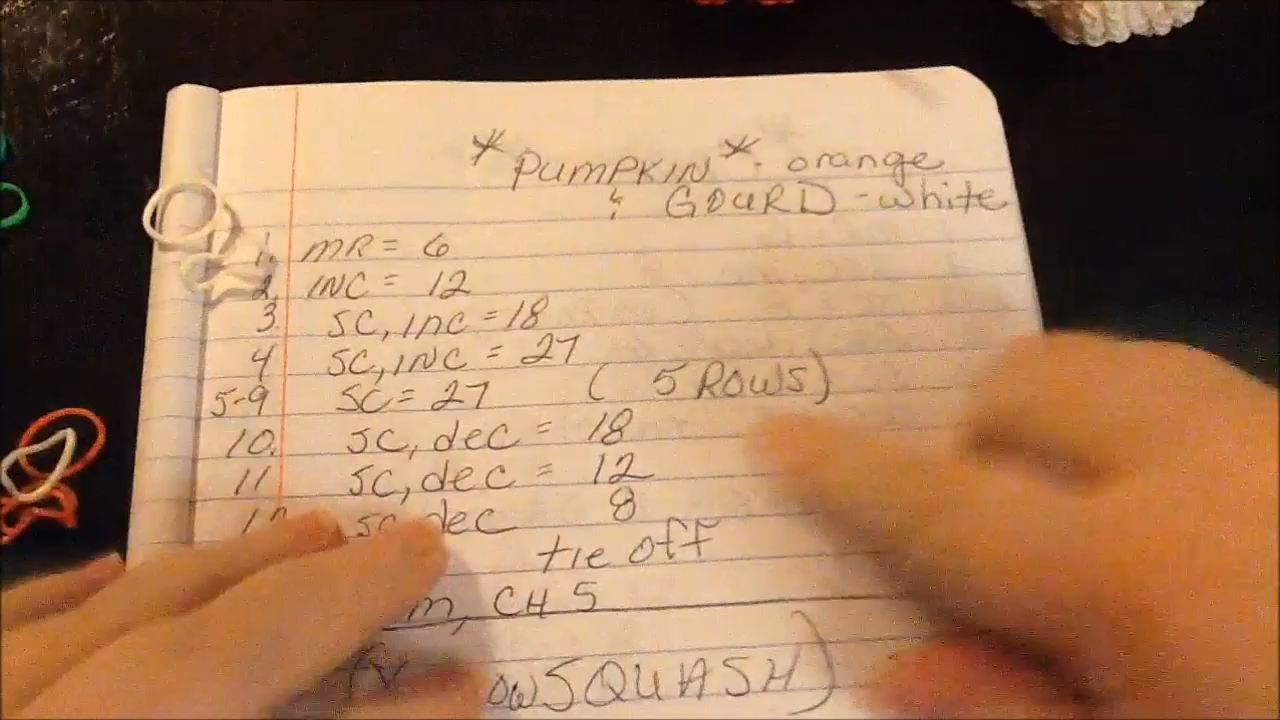 *PUMPKIN*. orange
& GOURD - white
1. MR = 6
2. INC = 12
3. SC, INC = 18
4 SC, INC = 27
5-9 SC = 27 ( 5 ROWS)
10. SC, dec = 18
11 SC, dec = 12
SC, dec 8
tie off
CH 5
SQUASH)